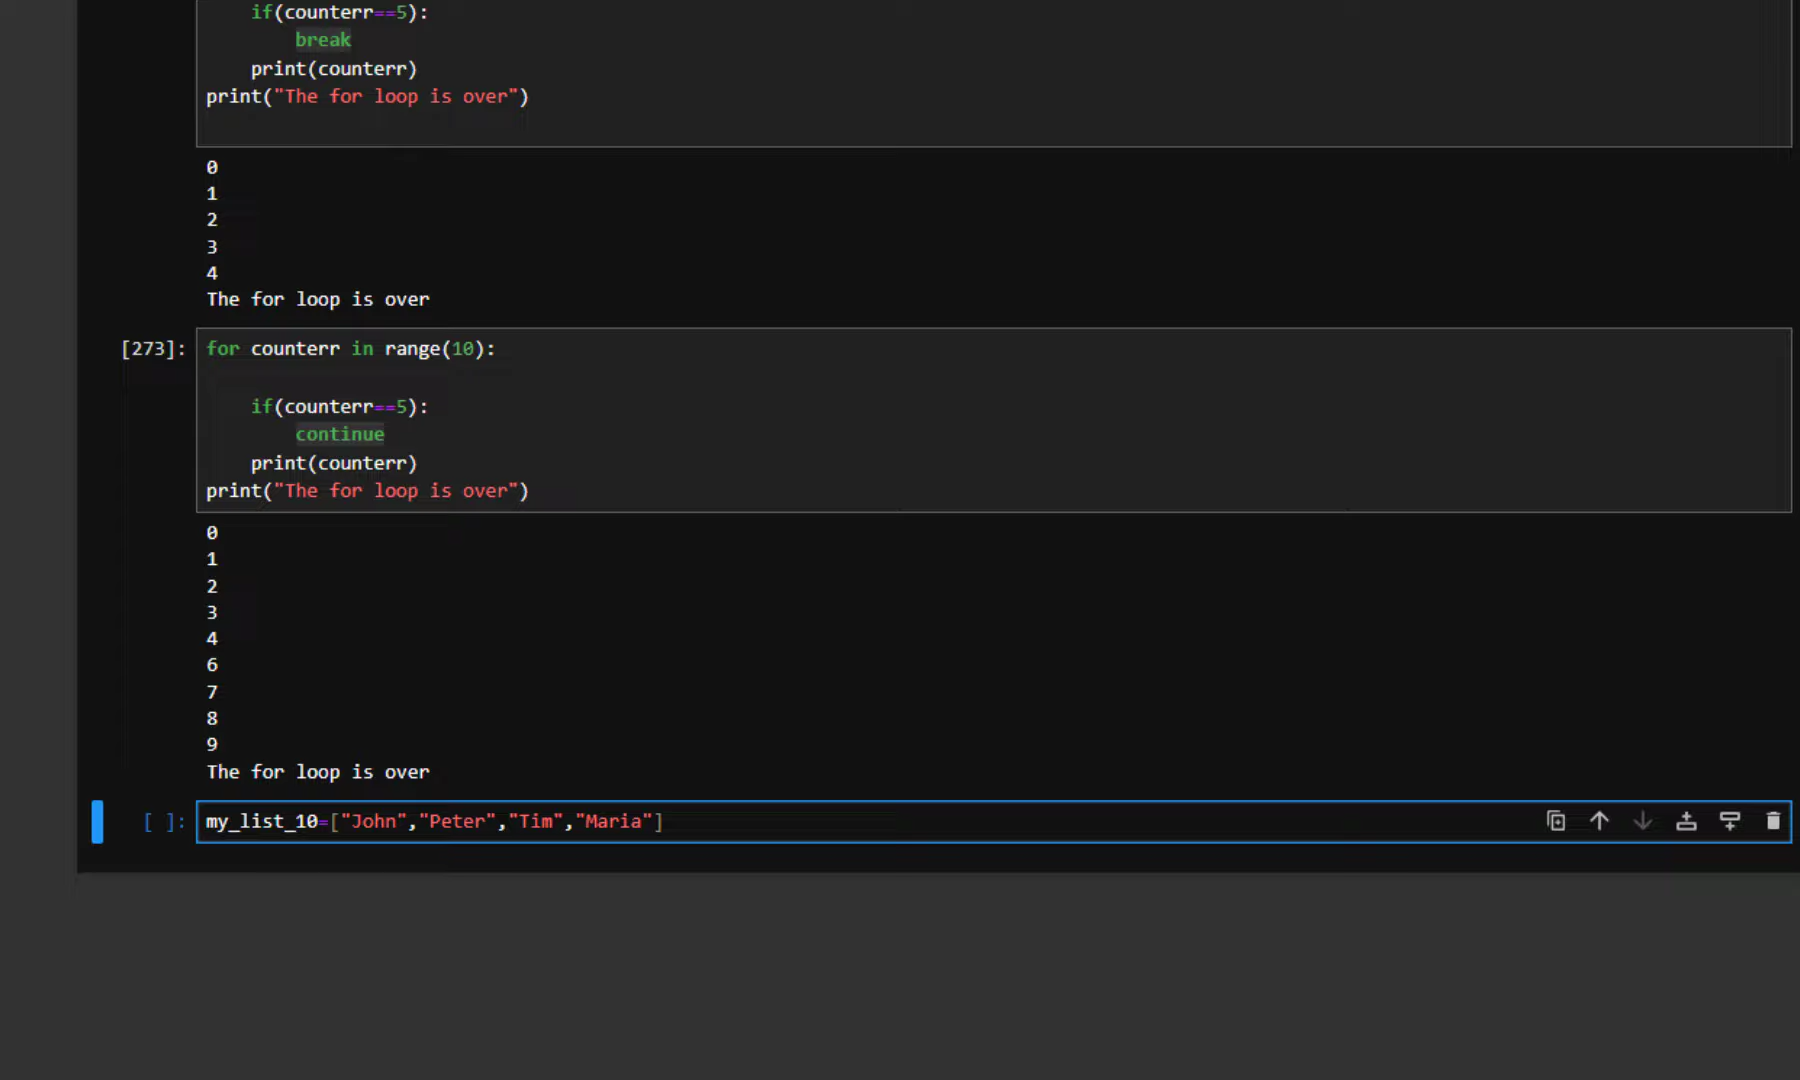 if(counterr==5):
        break
    print(counterr)
print("The for loop is over")
0
1
2
3
4
The for loop is over
[273]: for counterr in range(10):
    if(counterr==5):
        continue
    print(counterr)
print("The for loop is over")
0
1
2
3
4
6
7
8
9
The for loop is over
[ ]: my_list_10=["John","Peter","Tim","Maria"]